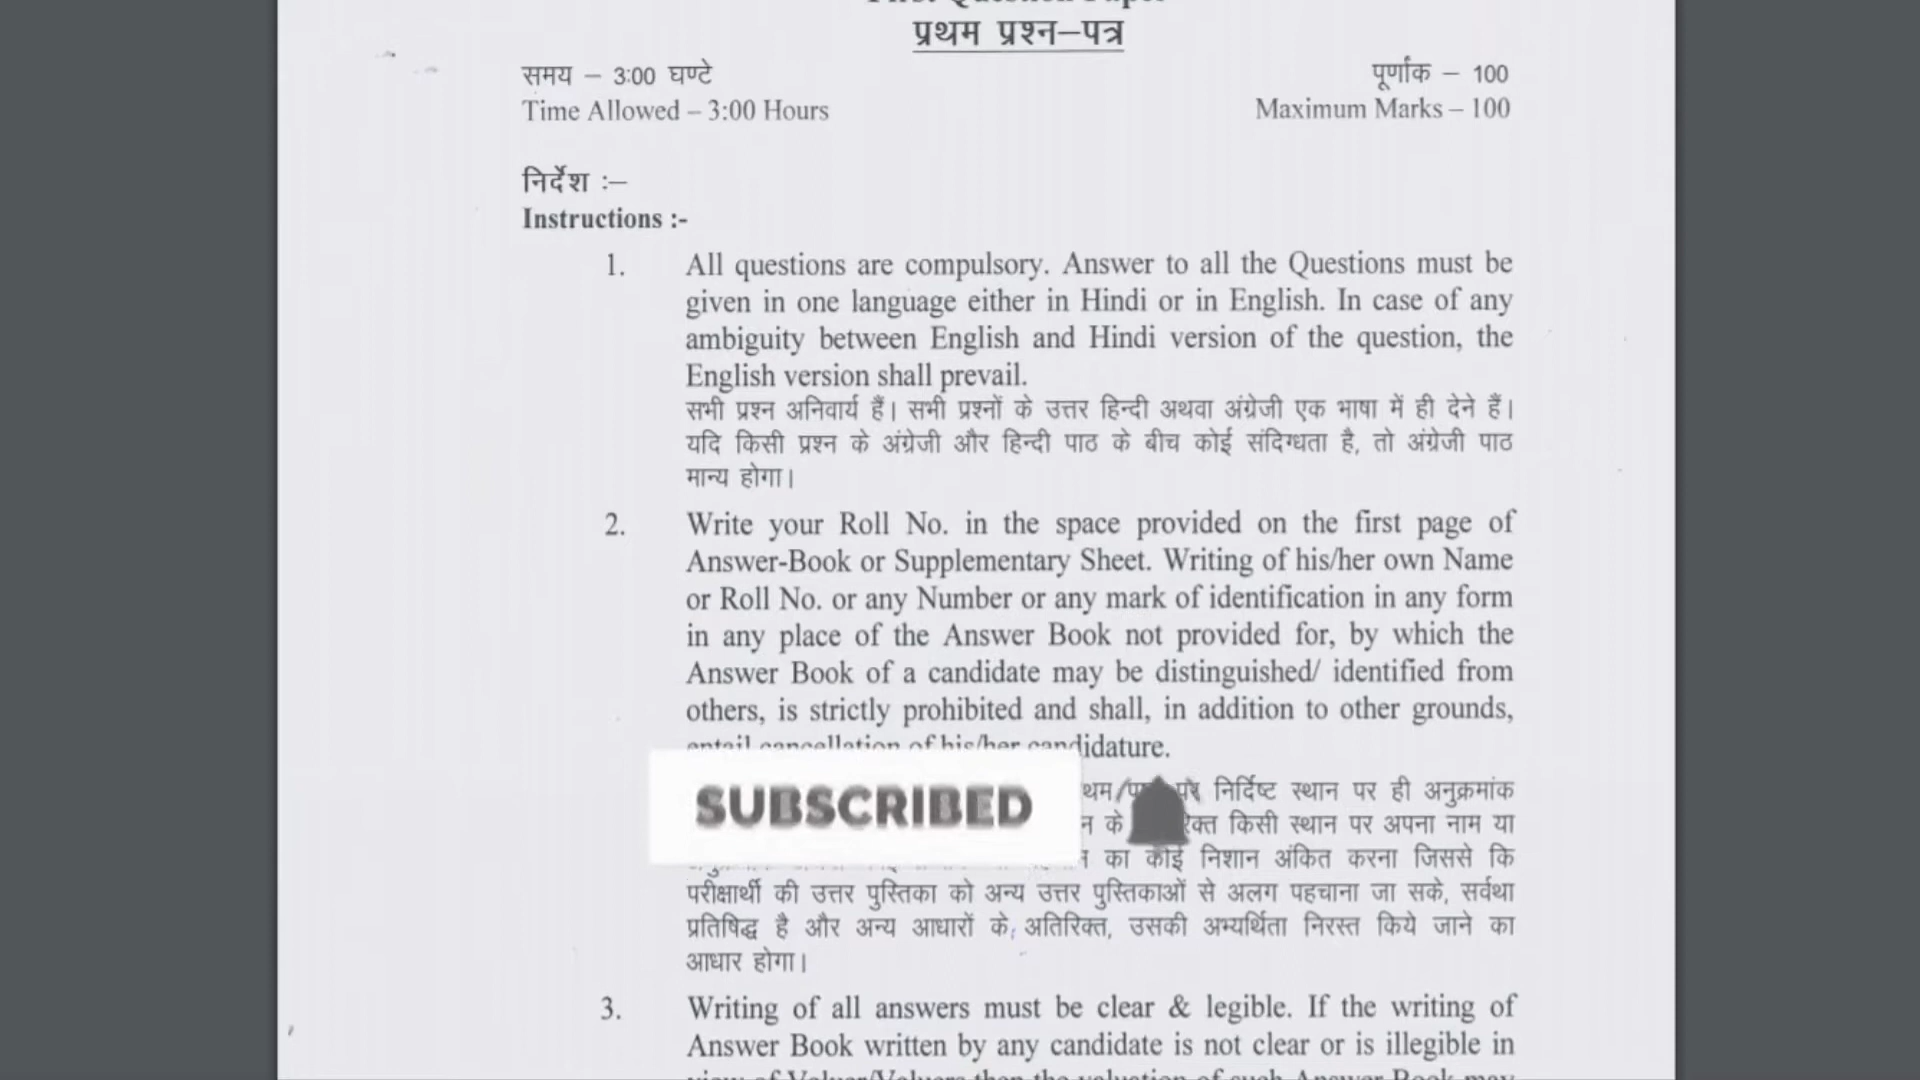 प्रथम प्रश्न–पत्र
समय – 3:00 घण्टे
पूर्णांक – 100
Time Allowed – 3:00 Hours
Maximum Marks – 100
निर्देश :–
Instructions :-
1. All questions are compulsory. Answer to all the Questions must be
given in one language either in Hindi or in English. In case of any
ambiguity between English and Hindi version of the question, the
English version shall prevail.
सभी प्रश्न अनिवार्य हैं। सभी प्रश्नों के उत्तर हिन्दी अथवा अंग्रेजी एक भाषा में ही देने हैं।
यदि किसी प्रश्न के अंग्रेजी और हिन्दी पाठ के बीच कोई संदिग्धता है, तो अंग्रेजी पाठ
मान्य होगा।
2. Write your Roll No. in the space provided on the first page of
Answer-Book or Supplementary Sheet. Writing of his/her own Name
or Roll No. or any Number or any mark of identification in any form
in any place of the Answer Book not provided for, by which the
Answer Book of a candidate may be distinguished/ identified from
others, is strictly prohibited and shall, in addition to other grounds,
entail cancellation of his/her candidature.
निर्दिष्ट स्थान पर ही अनुक्रमांक
SUBSCRIBED
के किसी स्थान पर अपना नाम या
का कोई निशान अंकित करना जिससे कि
परीक्षार्थी की उत्तर पुस्तिका को अन्य उत्तर पुस्तिकाओं से अलग पहचाना जा सके, सर्वथा
प्रतिषिद्ध है और अन्य आधारों के अतिरिक्त, उसकी अभ्यर्थिता निरस्त किये जाने का
आधार होगा।
3. Writing of all answers must be clear & legible. If the writing of
Answer Book written by any candidate is not clear or is illegible in